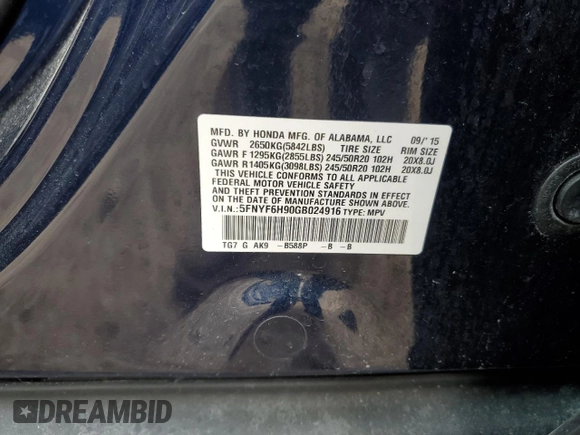 MFD. BY HONDA MFG. OF ALABAMA, LLC 09/'15
GVWR 2650KG(5842LBS) TIRE SIZE RIM SIZE
GAWR F 1295KG(2855LBS) 245/50R20 102H 20X8.0J
GAWR R 1405KG(3098LBS) 245/50R20 102H 20X8.0J
THIS VEHICLE CONFORMS TO ALL APPLICABLE
FEDERAL MOTOR VEHICLE SAFETY
STANDARDS IN EFFECT
ON THE DATE OF MANUFACTURE SHOWN ABOVE.
V.I.N.: 5FNYF6H90GB024916 TYPE: MPV
TG7 G AK9 -B588P -B -B
DREAMBID